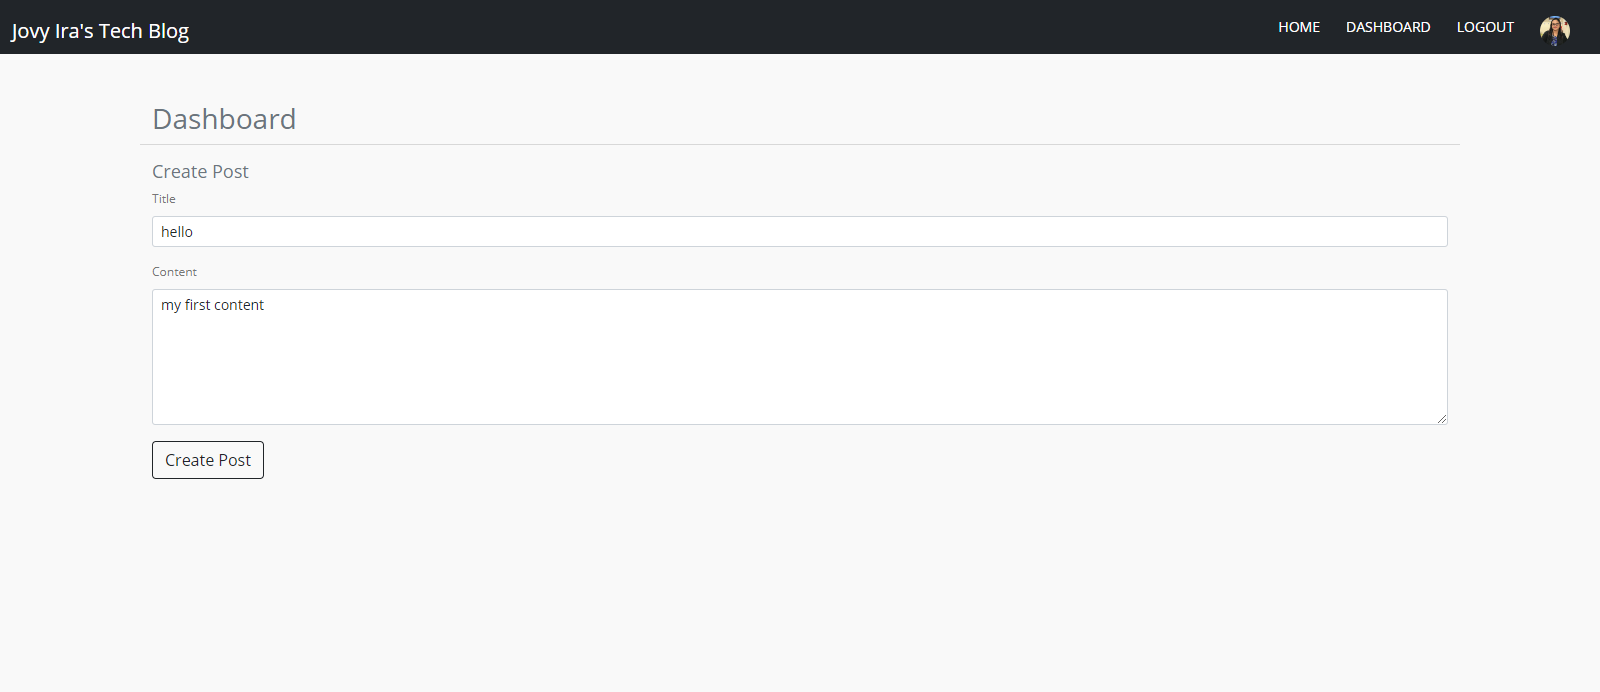 Jovy Ira's Tech Blog
HOME DASHBOARD LOGOUT
Dashboard
Create Post
Title
hello
Content
my first content
Create Post